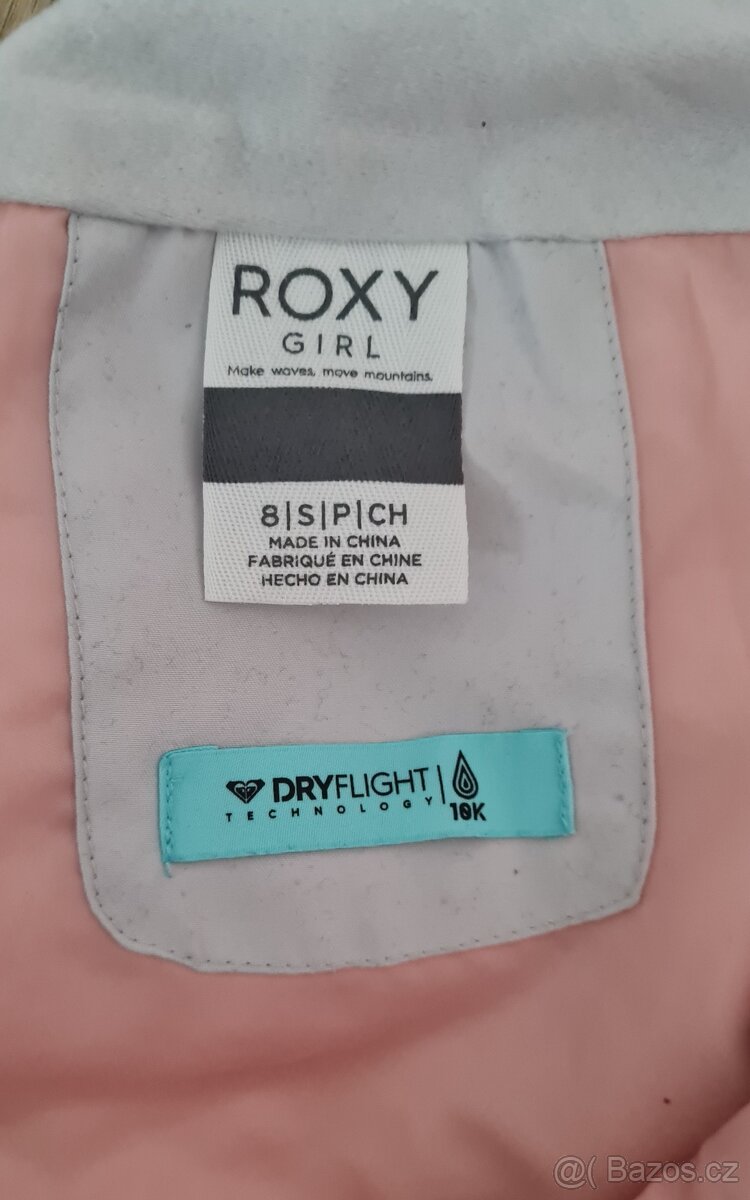 ROXY
GIRL
Make waves, move mountains.
8|S|P|CH
MADE IN CHINA
FABRIQUÉ EN CHINE
HECHO EN CHINA
DRYFLIGHT
TECHNOLOGY
10K
@( Bazos.cz